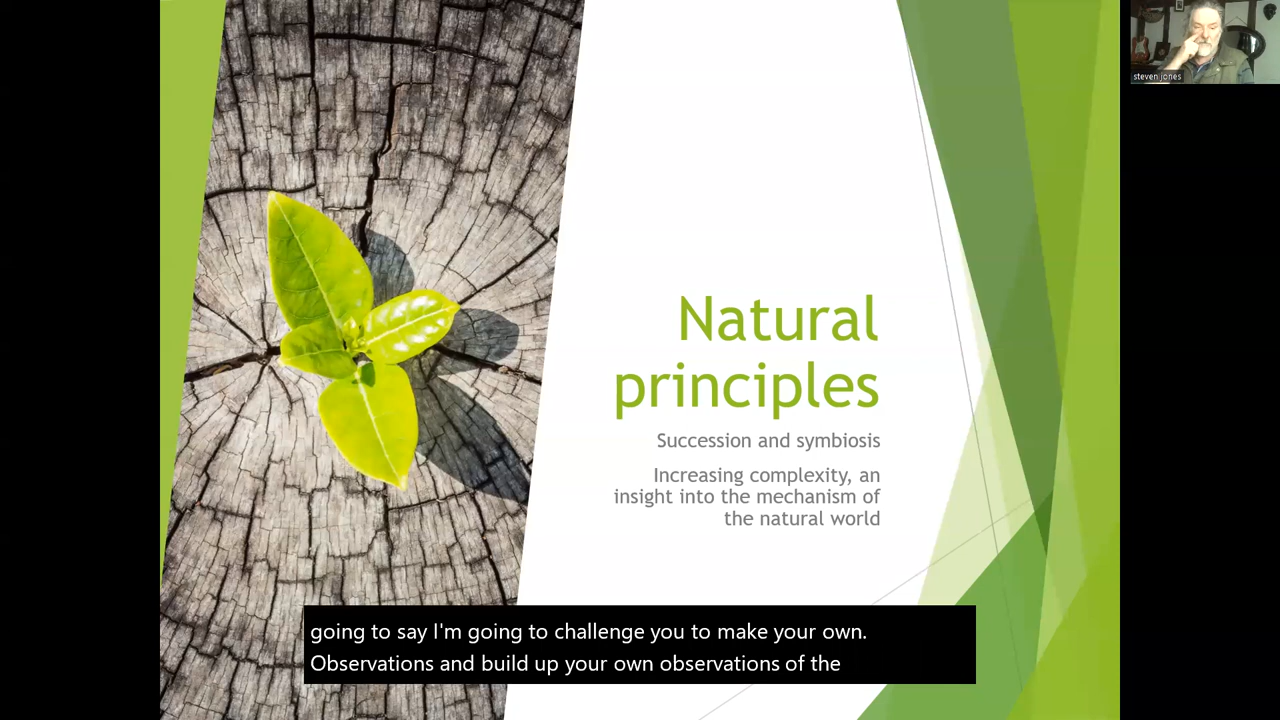 steven jones
Natural
principles
Succession and symbiosis
Increasing complexity, an
insight into the mechanism of
the natural world
going to say I'm going to challenge you to make your own.
Observations and build up your own observations of the